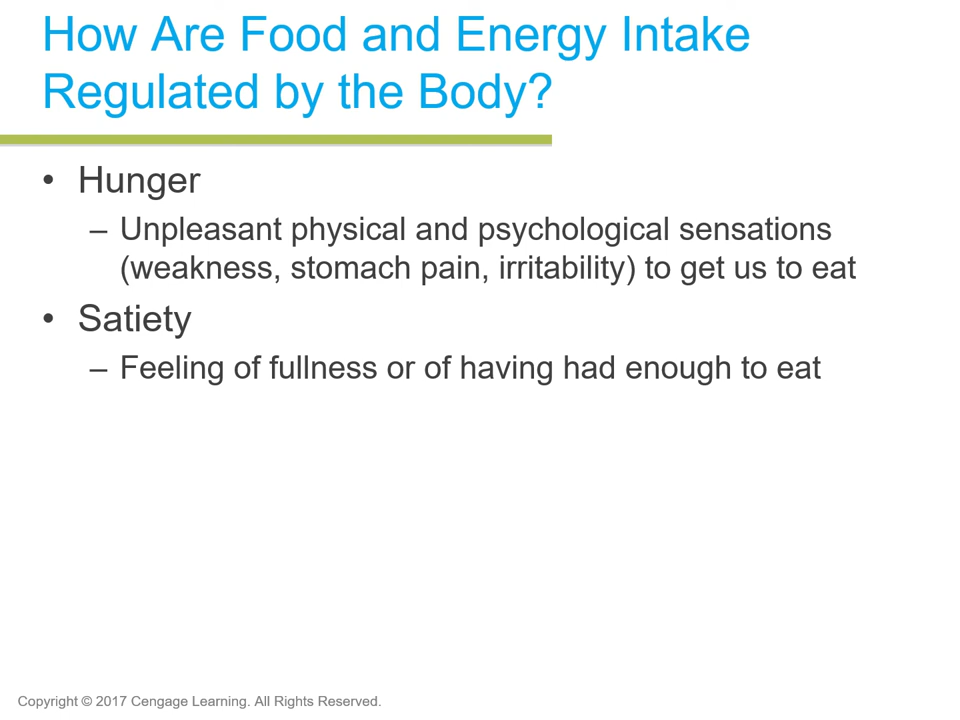 How Are Food and Energy Intake
Regulated by the Body?
• Hunger
– Unpleasant physical and psychological sensations
(weakness, stomach pain, irritability) to get us to eat
• Satiety
– Feeling of fullness or of having had enough to eat
Copyright © 2017 Cengage Learning. All Rights Reserved.